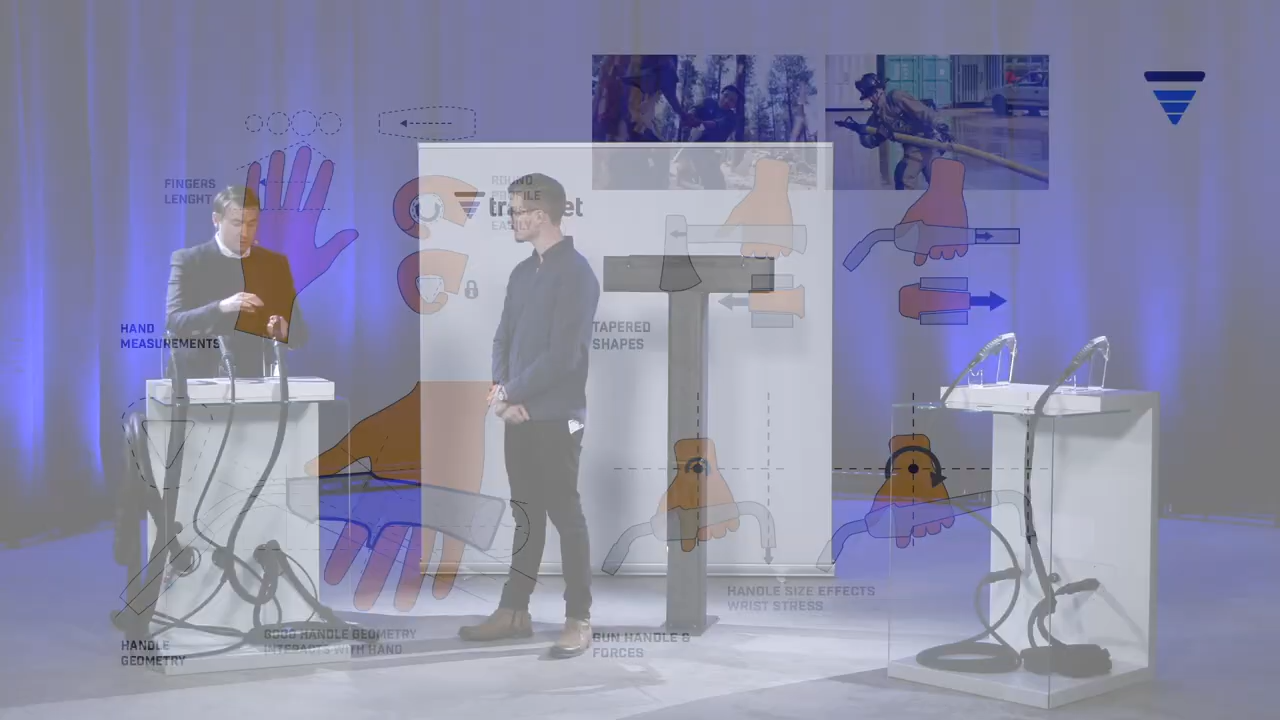 FINGERS
LENGHT
ROUND
PROFILE
EASILY
HAND
MEASUREMENTS
TAPERED
SHAPES
HANDLE SIZE EFFECTS
WRIST STRESS
GOOD HANDLE GEOMETRY
INTERACTS WITH HAND
HANDLE
GEOMETRY
GUN HANDLE &
FORCES